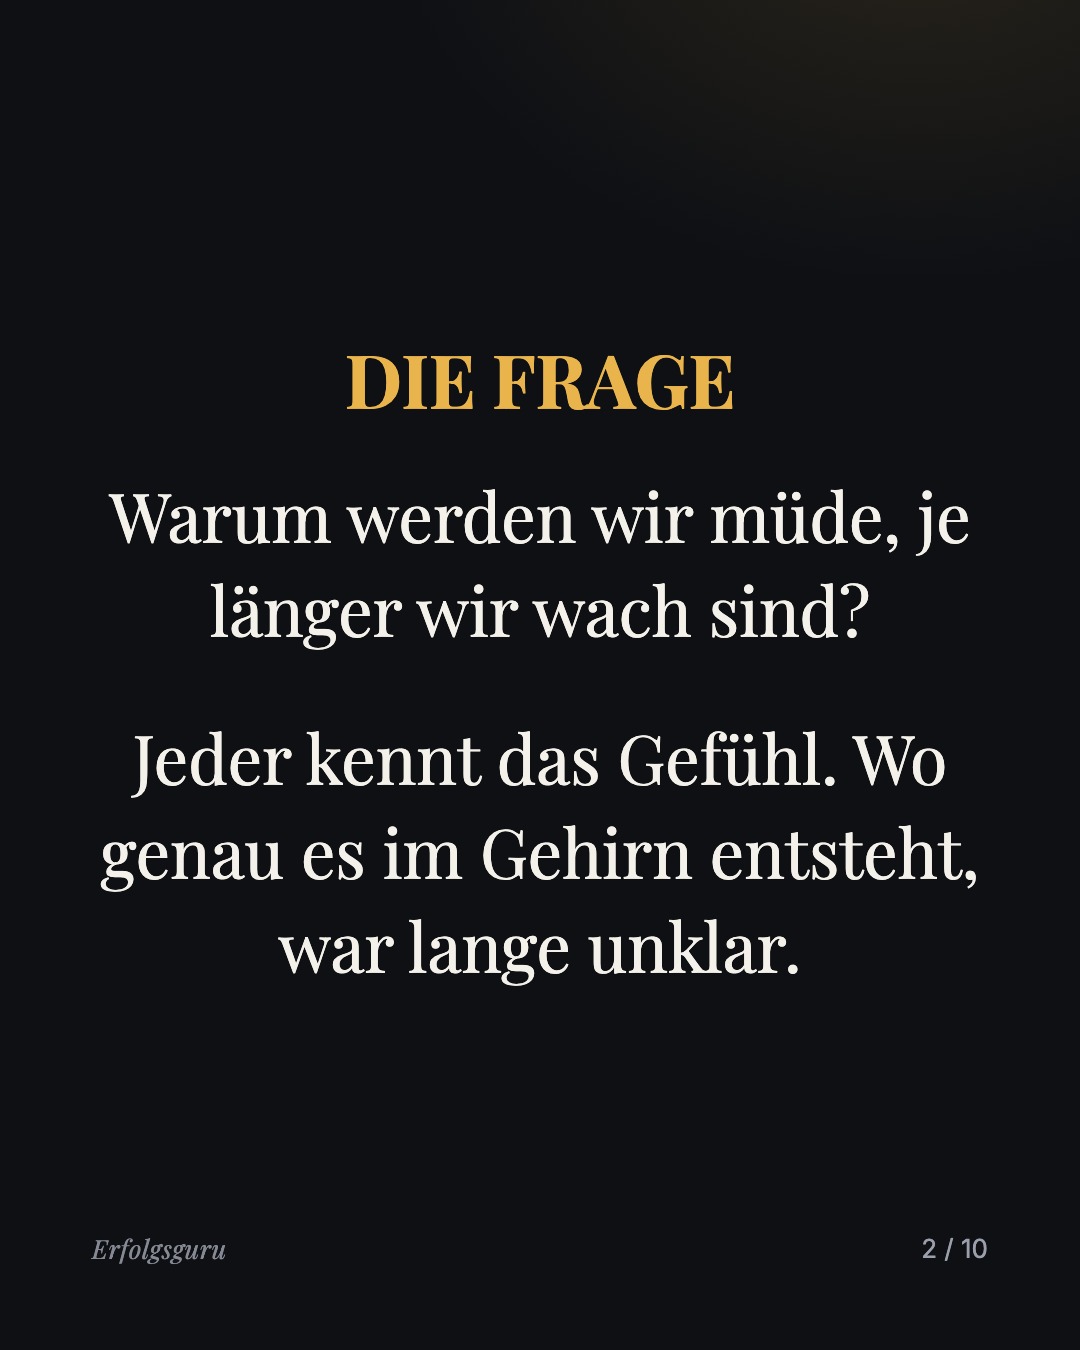 DIE FRAGE
Warum werden wir müde, je
länger wir wach sind?
Jeder kennt das Gefühl. Wo
genau es im Gehirn entsteht,
war lange unklar.
Erfolgsguru
2 / 10